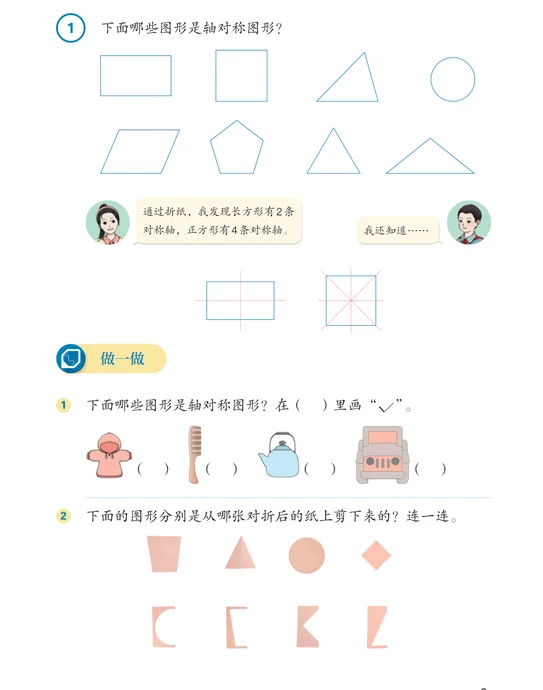 1 下面哪些图形是轴对称图形？
通过折纸，我发现长方形有2条
对称轴，正方形有4条对称轴。
我还知道……
做一做
1 下面哪些图形是轴对称图形？在（ ）里画“✓”。
（ ） （ ） （ ） （ ）
2 下面的图形分别是从哪张对折后的纸上剪下来的？连一连。